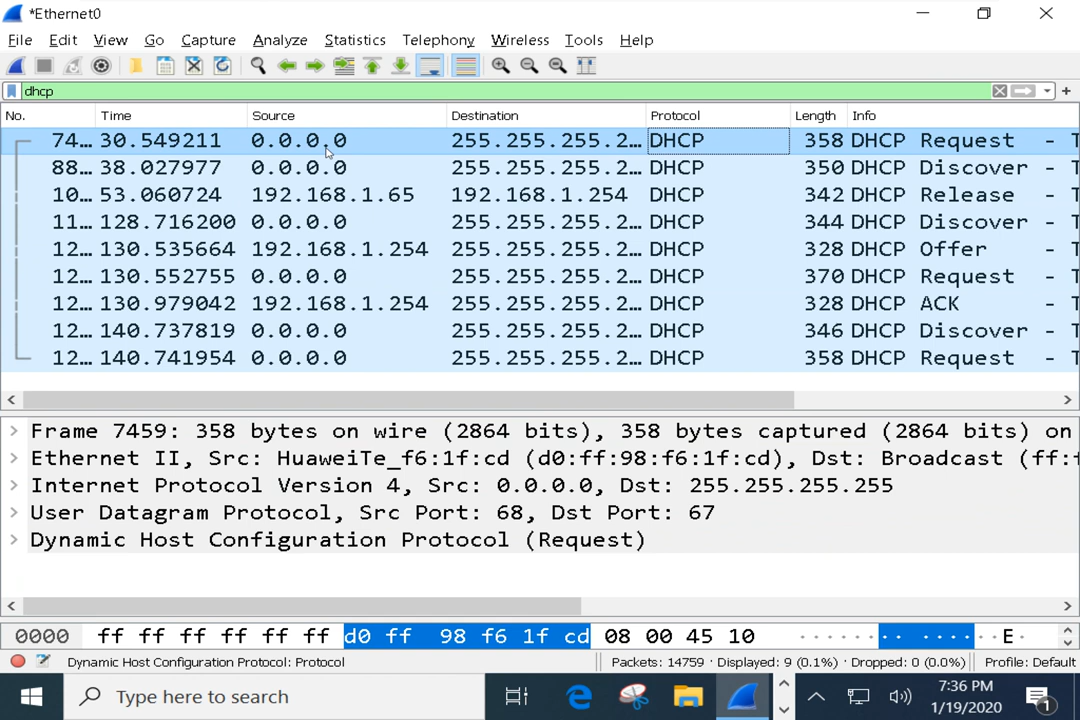 *Ethernet0
File Edit View Go Capture Analyze Statistics Telephony Wireless Tools Help
dhcp
No. Time Source Destination Protocol Length Info
74… 30.549211 0.0.0.0 255.255.255.2… DHCP 358 DHCP Request - T
88… 38.027977 0.0.0.0 255.255.255.2… DHCP 350 DHCP Discover - T
10… 53.060724 192.168.1.65 192.168.1.254 DHCP 342 DHCP Release - T
11… 128.716200 0.0.0.0 255.255.255.2… DHCP 344 DHCP Discover - T
12… 130.535664 192.168.1.254 255.255.255.2… DHCP 328 DHCP Offer - T
12… 130.552755 0.0.0.0 255.255.255.2… DHCP 370 DHCP Request - T
12… 130.979042 192.168.1.254 255.255.255.2… DHCP 328 DHCP ACK - T
12… 140.737819 0.0.0.0 255.255.255.2… DHCP 346 DHCP Discover - T
12… 140.741954 0.0.0.0 255.255.255.2… DHCP 358 DHCP Request - T
Frame 7459: 358 bytes on wire (2864 bits), 358 bytes captured (2864 bits) on
Ethernet II, Src: HuaweiTe_f6:1f:cd (d0:ff:98:f6:1f:cd), Dst: Broadcast (ff:f
Internet Protocol Version 4, Src: 0.0.0.0, Dst: 255.255.255.255
User Datagram Protocol, Src Port: 68, Dst Port: 67
Dynamic Host Configuration Protocol (Request)
0000 ff ff ff ff ff ff d0 ff 98 f6 1f cd 08 00 45 10 ······ ·· ···· ··E·
Dynamic Host Configuration Protocol: Protocol Packets: 14759 · Displayed: 9 (0.1%) · Dropped: 0 (0.0%) Profile: Default
Type here to search
7:36 PM
1/19/2020
1